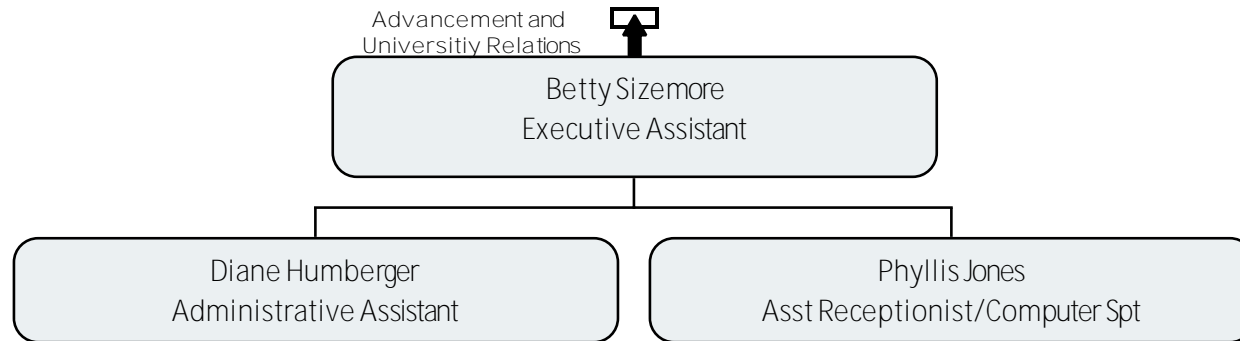 Advancement and
Universitiy Relations
Betty Sizemore
Executive Assistant
Diane Humberger
Administrative Assistant
Phyllis Jones
Asst Receptionist/Computer Spt